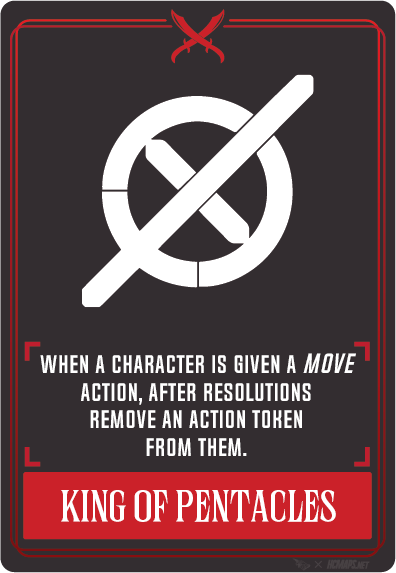 WHEN A CHARACTER IS GIVEN A MOVE
ACTION, AFTER RESOLUTIONS
REMOVE AN ACTION TOKEN
FROM THEM.
KING OF PENTACLES